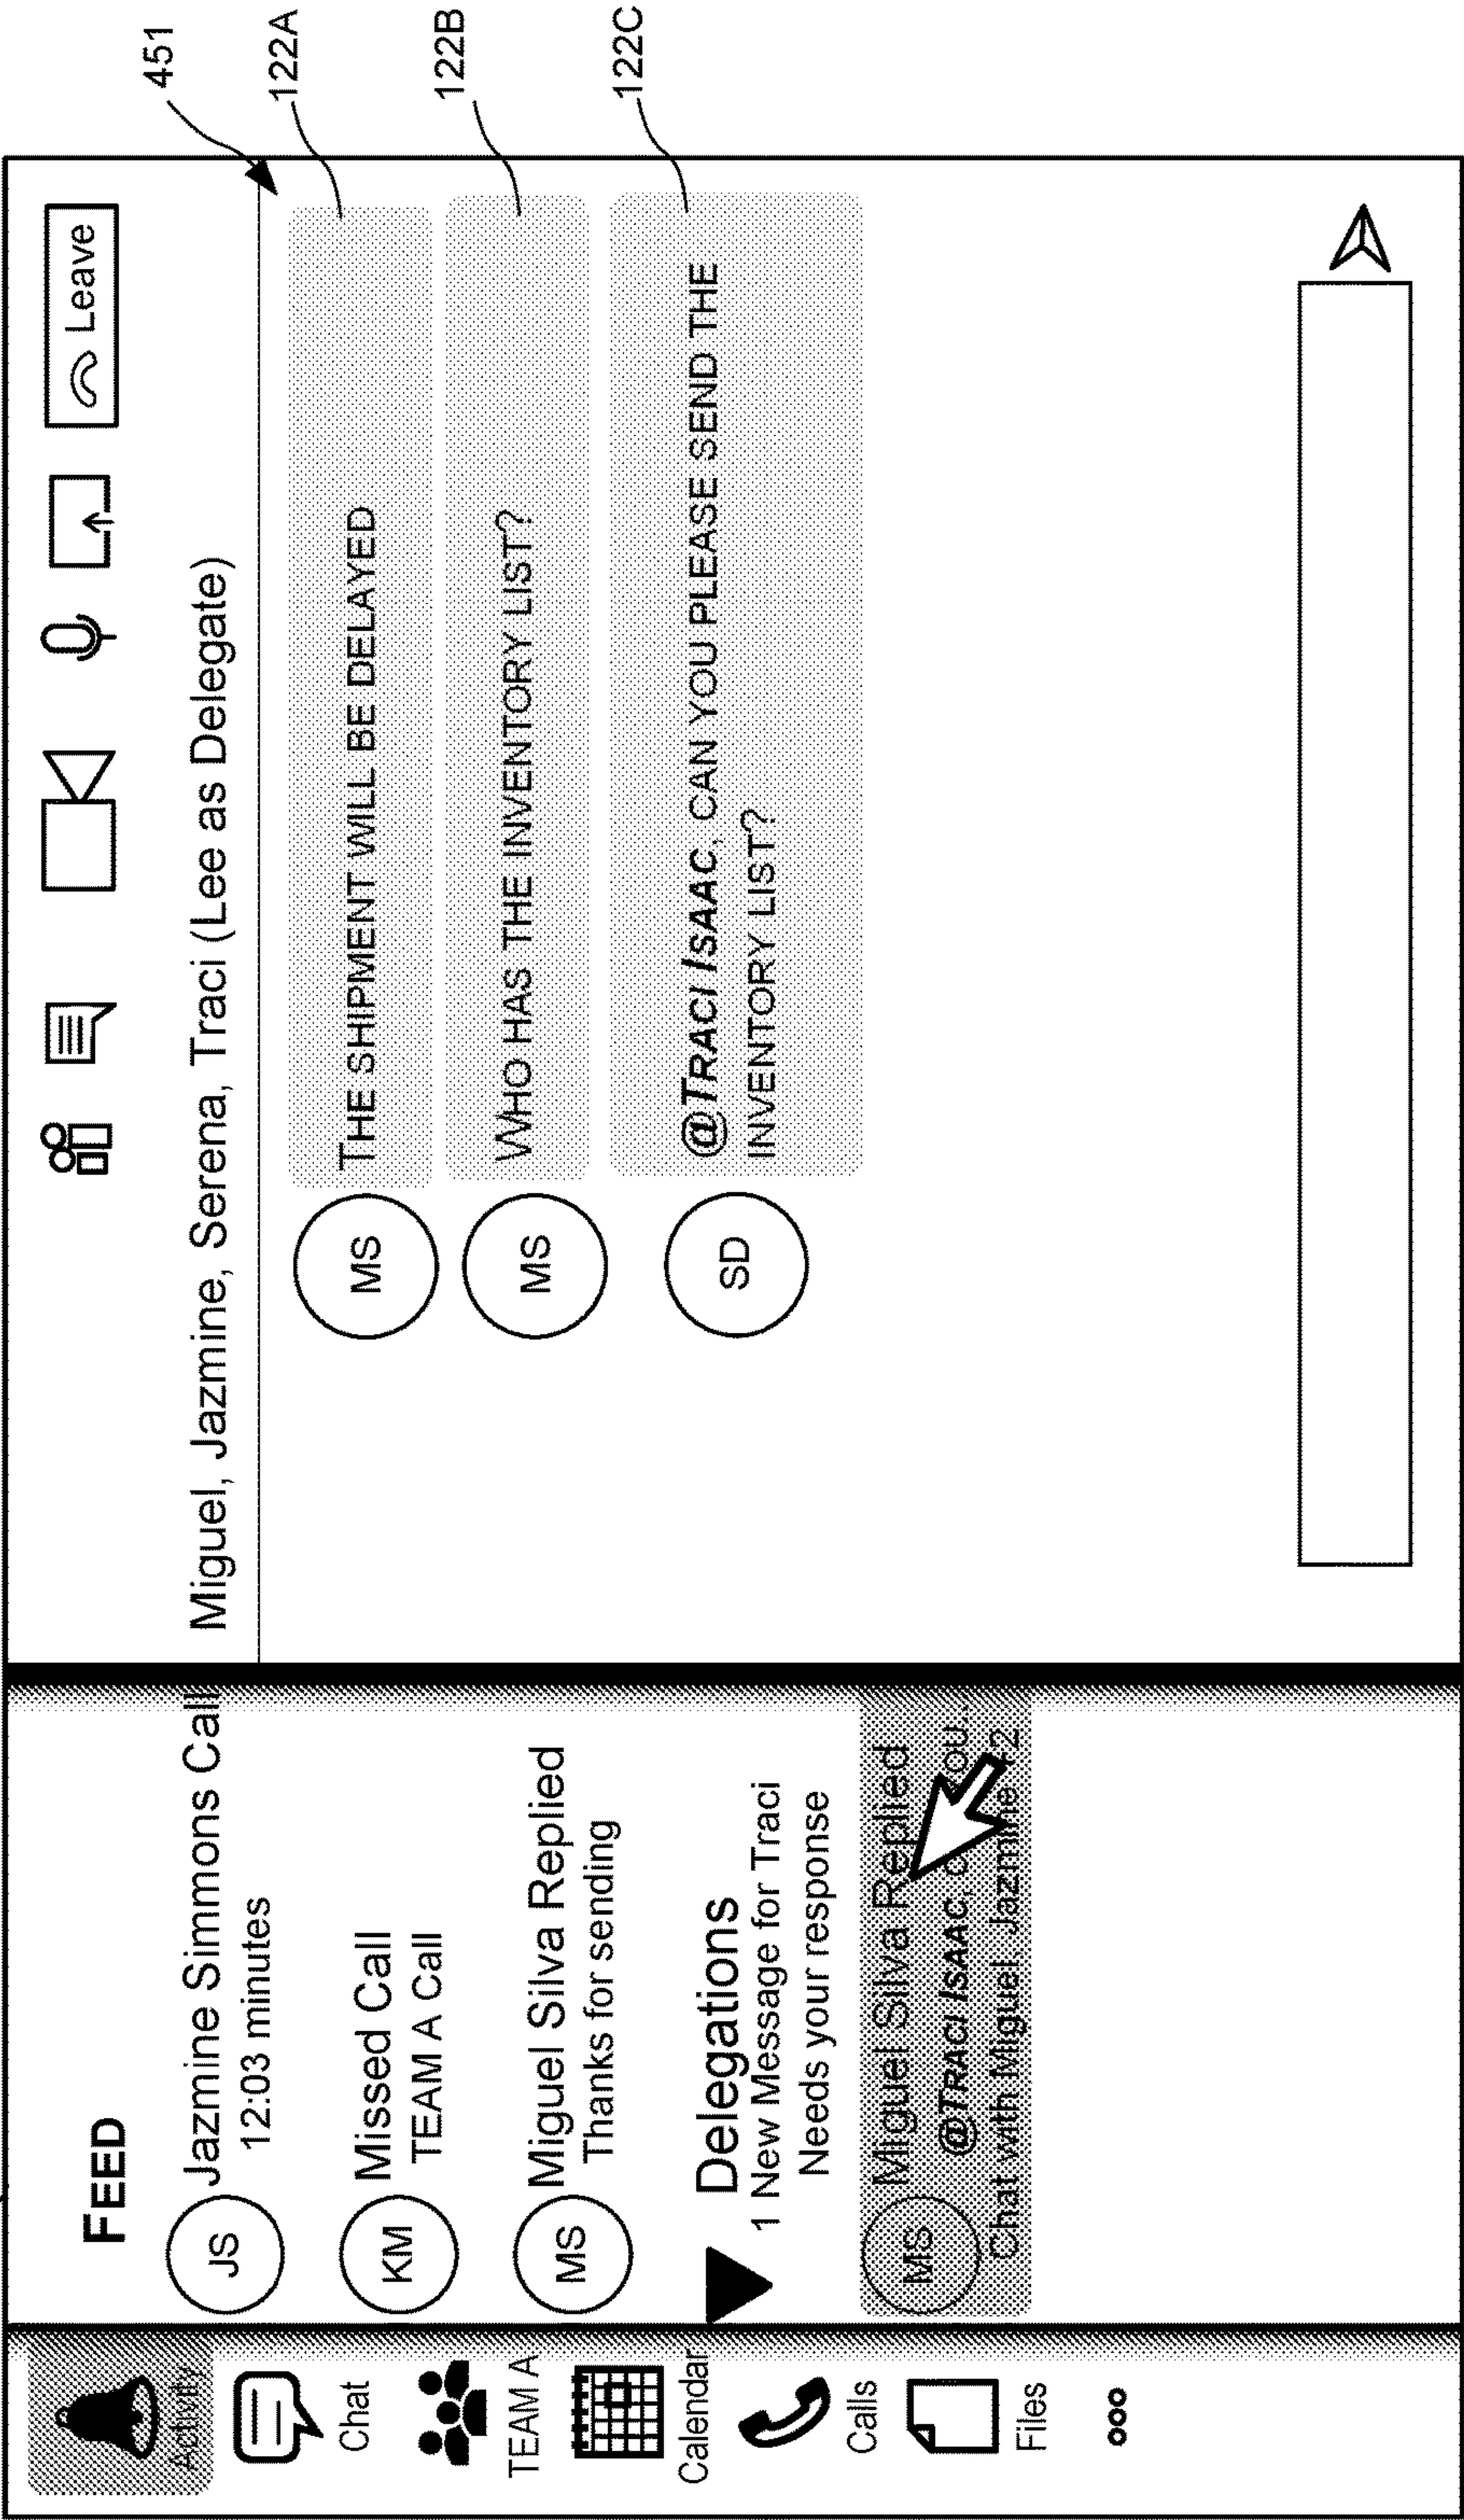 Activity
Chat
TEAM A
Calendar
Calls
Files
FEED
JS
Jazmine Simmons Call
12:03 minutes
KM
Missed Call
TEAM A Call
MS
Miguel Silva Replied
Thanks for sending
Delegations
1 New Message for Traci
Needs your response
MS
Miguel Silva Replied
@TRACI ISAAC,
Chat with Miguel, Jazmine +2
Leave
Miguel, Jazmine, Serena, Traci (Lee as Delegate)
451
MS
THE SHIPMENT WILL BE DELAYED
122A
MS
WHO HAS THE INVENTORY LIST?
122B
SD
@TRACI ISAAC, CAN YOU PLEASE SEND THE
INVENTORY LIST?
122C